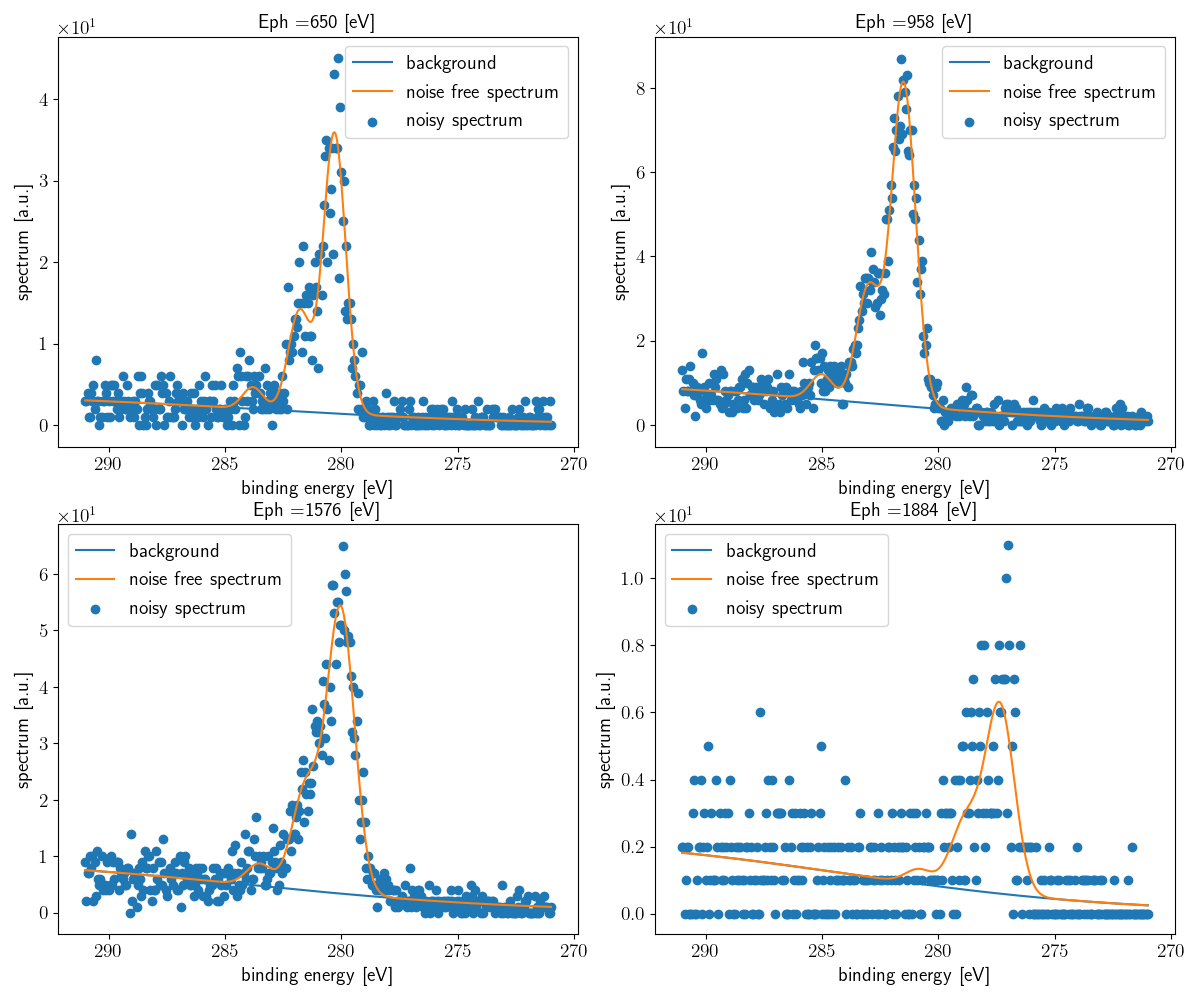 Eph =650 [eV]
×10¹
background
noise free spectrum
noisy spectrum
4
3
2
1
0
spectrum [a.u.]
290 285 280 275 270
binding energy [eV]
Eph =958 [eV]
×10¹
background
noise free spectrum
noisy spectrum
8
6
4
2
0
spectrum [a.u.]
290 285 280 275 270
binding energy [eV]
Eph =1576 [eV]
×10¹
background
noise free spectrum
noisy spectrum
6
5
4
3
2
1
0
spectrum [a.u.]
290 285 280 275 270
binding energy [eV]
Eph =1884 [eV]
×10¹
background
noise free spectrum
noisy spectrum
1.0
0.8
0.6
0.4
0.2
0.0
spectrum [a.u.]
290 285 280 275 270
binding energy [eV]